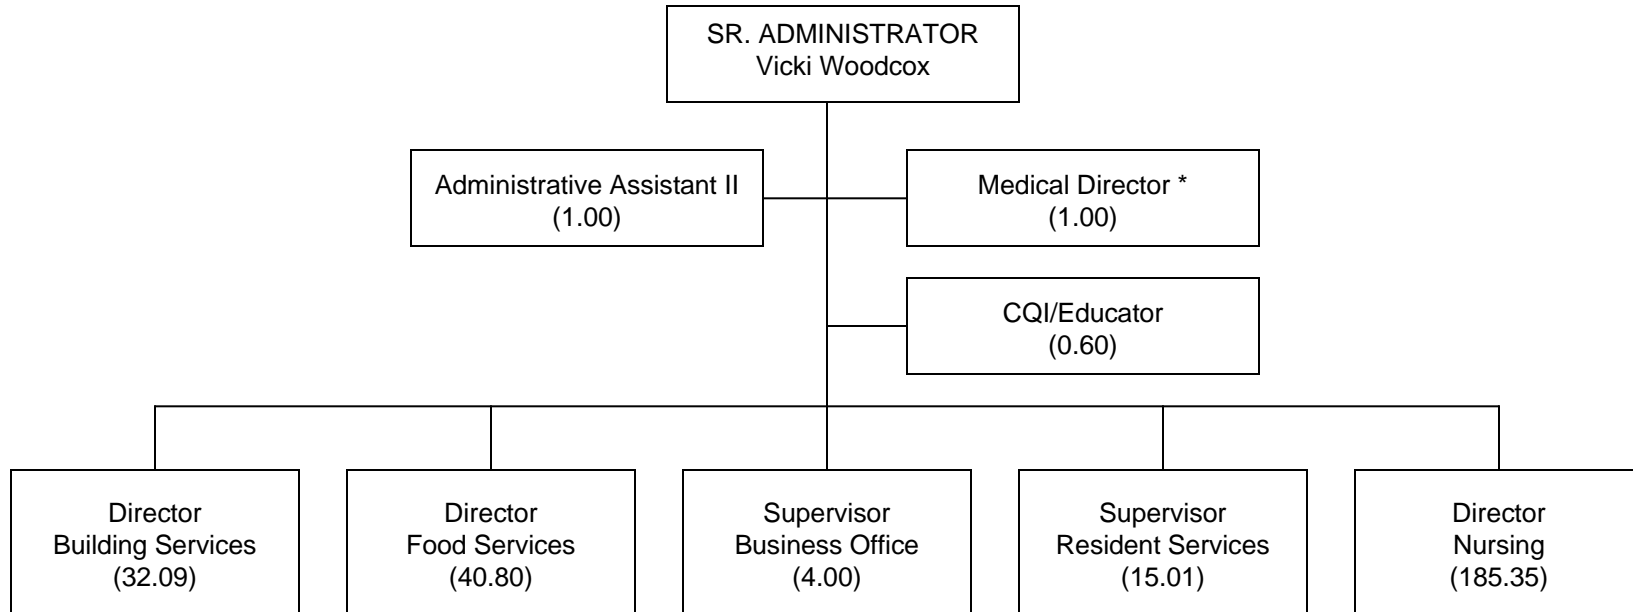 SR. ADMINISTRATOR
Vicki Woodcox
Administrative Assistant II
(1.00)
Medical Director *
(1.00)
CQI/Educator
(0.60)
Director
Building Services
(32.09)
Director
Food Services
(40.80)
Supervisor
Business Office
(4.00)
Supervisor
Resident Services
(15.01)
Director
Nursing
(185.35)